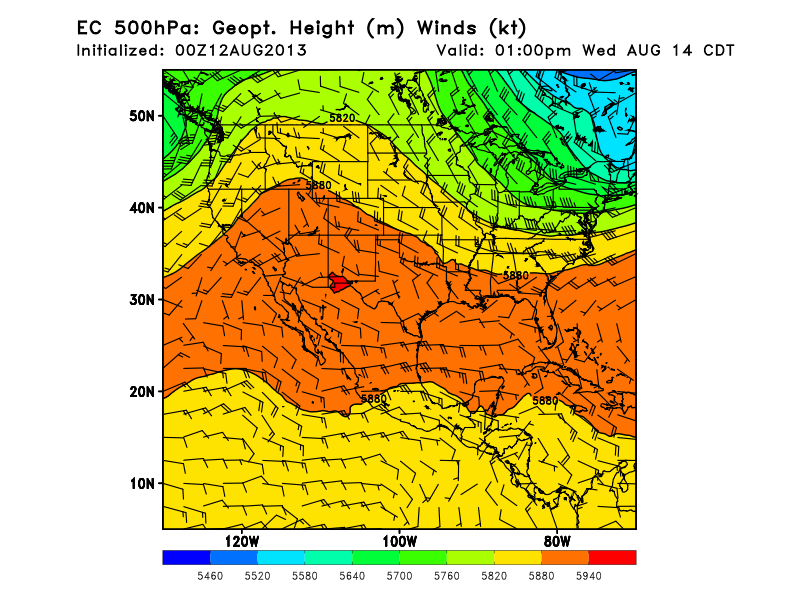 EC 500hPa: Geopt. Height (m) Winds (kt)
Initialized: 00Z12AUG2013 Valid: 01:00pm Wed AUG 14 CDT
50N
5820
5880
40N
5880
30N
20N
5880 5880
10N
120W 100W 80W
5460 5520 5580 5640 5700 5760 5820 5880 5940